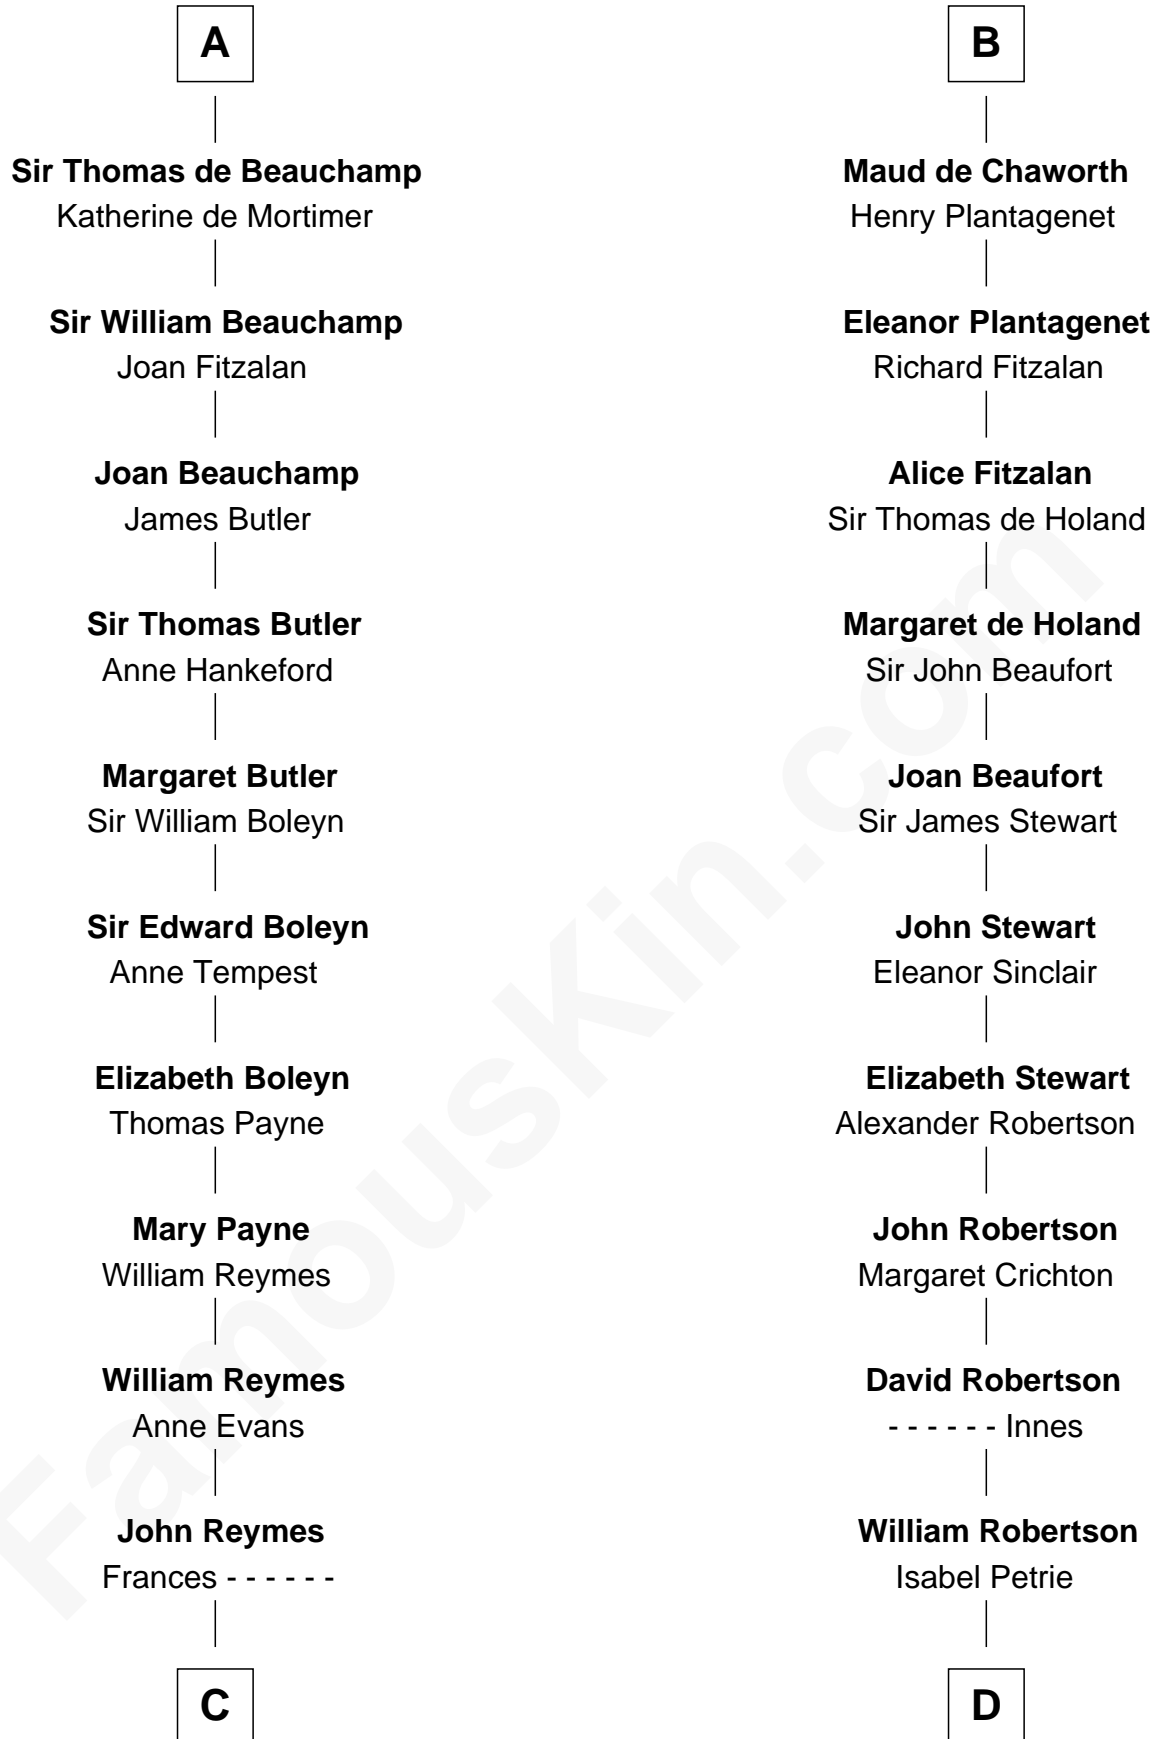 A
Sir Thomas de Beauchamp
Katherine de Mortimer
Sir William Beauchamp
Joan Fitzalan
Joan Beauchamp
James Butler
Sir Thomas Butler
Anne Hankeford
Margaret Butler
Sir William Boleyn
Sir Edward Boleyn
Anne Tempest
Elizabeth Boleyn
Thomas Payne
Mary Payne
William Reymes
William Reymes
Anne Evans
John Reymes
Frances - - - - - -
C
B
Maud de Chaworth
Henry Plantagenet
Eleanor Plantagenet
Richard Fitzalan
Alice Fitzalan
Sir Thomas de Holand
Margaret de Holand
Sir John Beaufort
Joan Beaufort
Sir James Stewart
John Stewart
Eleanor Sinclair
Elizabeth Stewart
Alexander Robertson
John Robertson
Margaret Crichton
David Robertson
- - - - - - Innes
William Robertson
Isabel Petrie
D
FamousKin.com